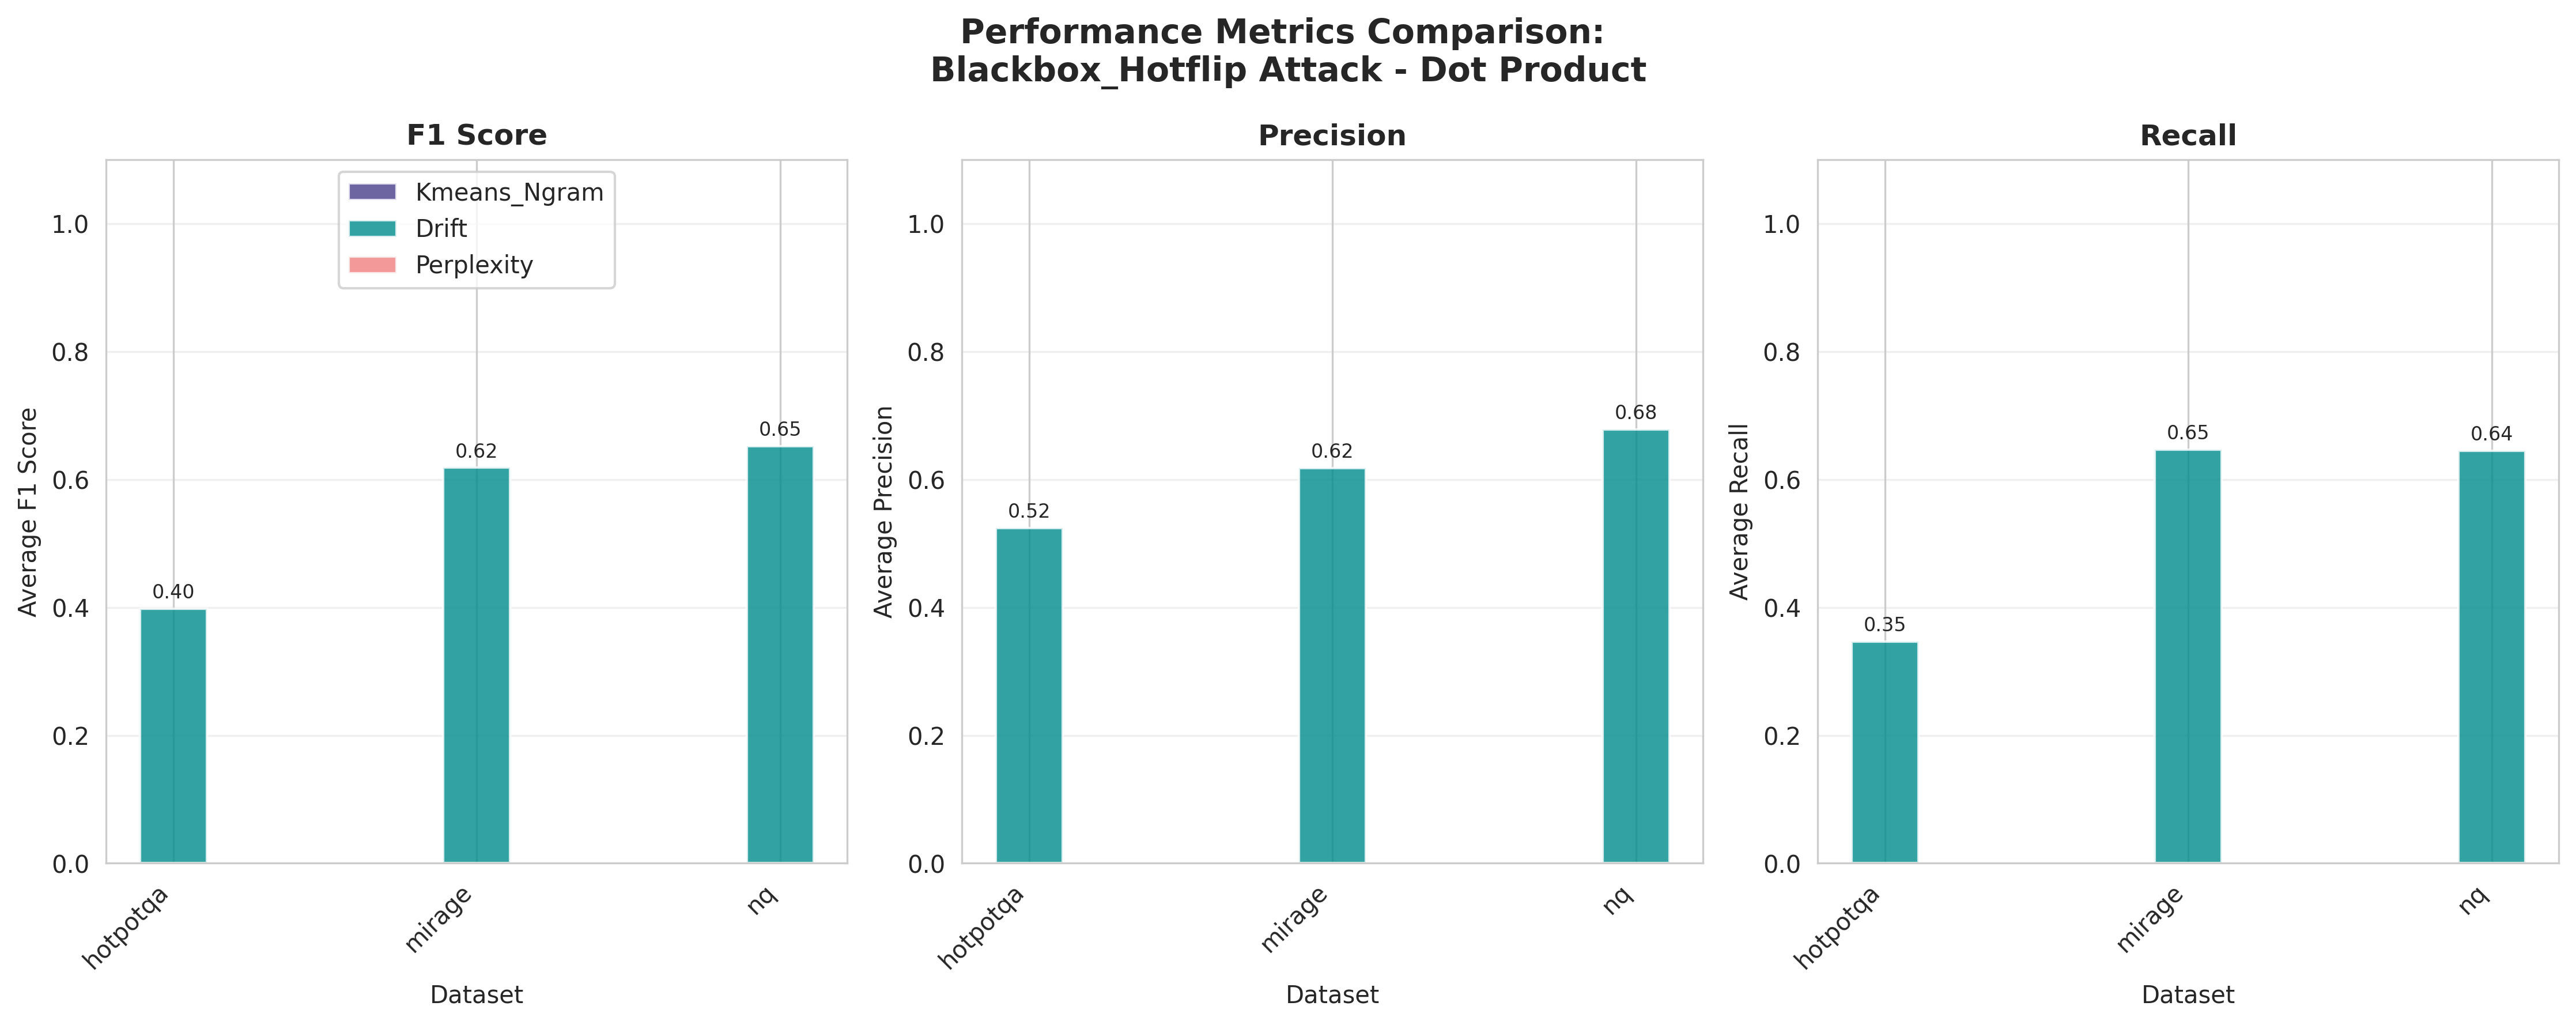 Performance Metrics Comparison:
Blackbox_Hotflip Attack - Dot Product
F1 Score
Kmeans_Ngram
Drift
Perplexity
Average F1 Score
1.0
0.8
0.6
0.4
0.2
0.0
0.40
0.62
0.65
hotpotqa
mirage
nq
Dataset
Precision
Average Precision
1.0
0.8
0.6
0.4
0.2
0.0
0.52
0.62
0.68
hotpotqa
mirage
nq
Dataset
Recall
Average Recall
1.0
0.8
0.6
0.4
0.2
0.0
0.35
0.65
0.64
hotpotqa
mirage
nq
Dataset